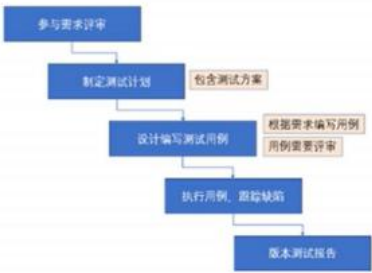 参与需求评审
制定测试计划
包含测试方案
设计编写测试用例
根据要求编写用例
用例需要评审
执行用例、跟踪缺陷
版本测试报告